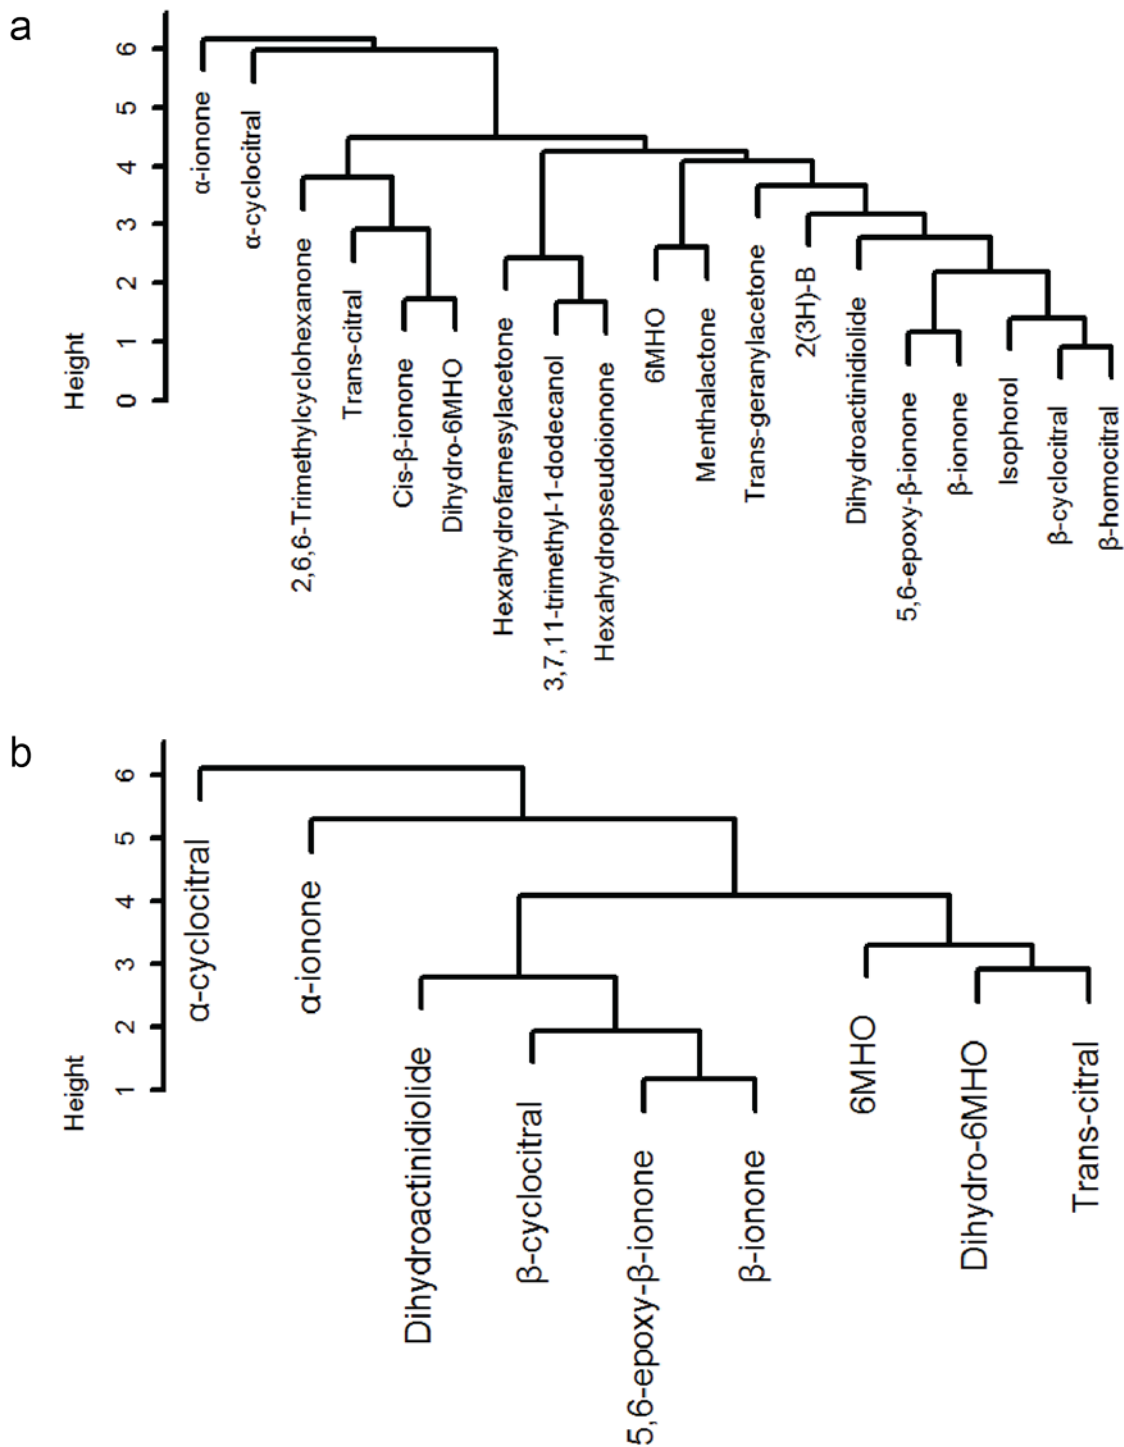 a
6
5
4
3
2
1
0
Height
α-ionone
α-cyclocitral
2,6,6-Trimethylcyclohexanone
Trans-citral
Cis-β-ionone
Dihydro-6MHO
Hexahydrofarnesylacetone
3,7,11-trimethyl-1-dodecanol
Hexahydropseudoionone
6MHO
Menthalactone
Trans-geranylacetone
2(3H)-B
Dihydroactinidiolide
5,6-epoxy-β-ionone
β-ionone
Isophorol
β-cyclocitral
β-homocitral
b
6
5
4
3
2
1
Height
α-cyclocitral
α-ionone
Dihydroactinidiolide
β-cyclocitral
5,6-epoxy-β-ionone
β-ionone
6MHO
Dihydro-6MHO
Trans-citral